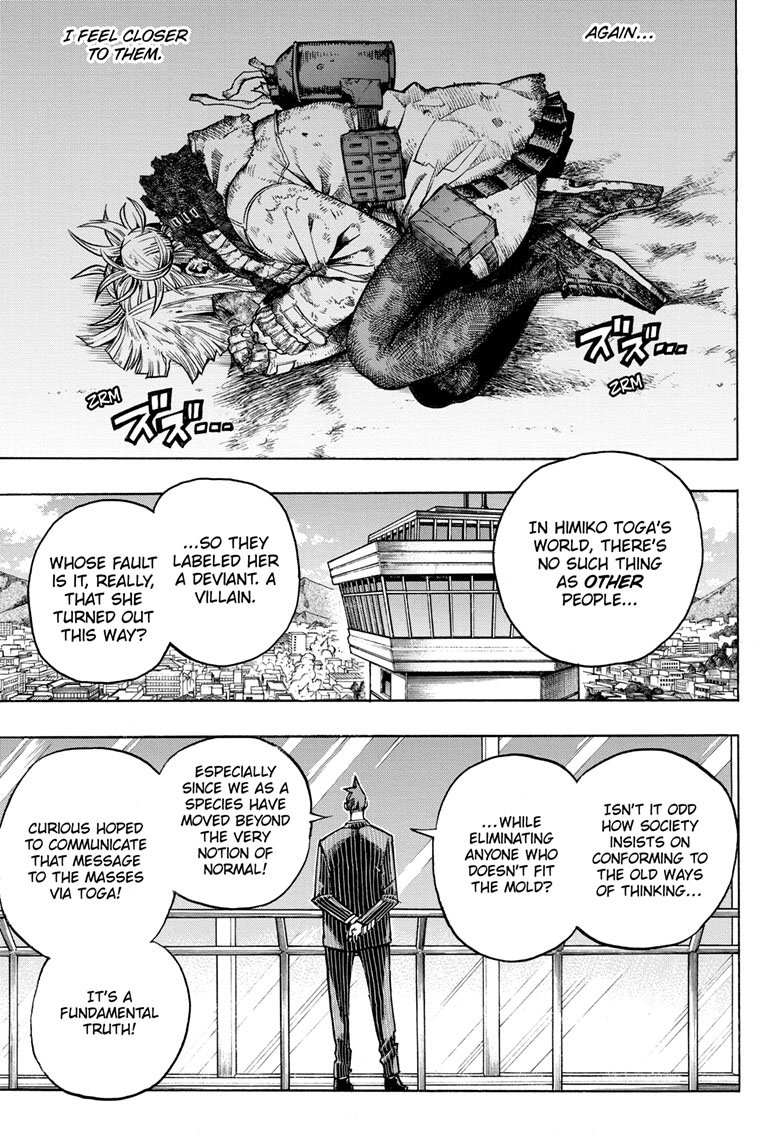 AGAIN...
I FEEL CLOSER
TO THEM.
ズズ...
ZRM
ズズ...
ZRM
IN HIMIKO TOGA'S
WORLD, THERE'S
NO SUCH THING
AS OTHER
PEOPLE...
...SO THEY
LABELED HER
A DEVIANT. A
VILLAIN.
WHOSE FAULT
IS IT, REALLY,
THAT SHE
TURNED OUT
THIS WAY?
ISN'T IT ODD
HOW SOCIETY
INSISTS ON
CONFORMING TO
THE OLD WAYS
OF THINKING...
...WHILE
ELIMINATING
ANYONE WHO
DOESN'T FIT
THE MOLD?
ESPECIALLY
SINCE WE AS A
SPECIES HAVE
MOVED BEYOND
THE VERY
NOTION OF
NORMAL!
CURIOUS HOPED
TO COMMUNICATE
THAT MESSAGE
TO THE MASSES
VIA TOGA!
IT'S A
FUNDAMENTAL
TRUTH!